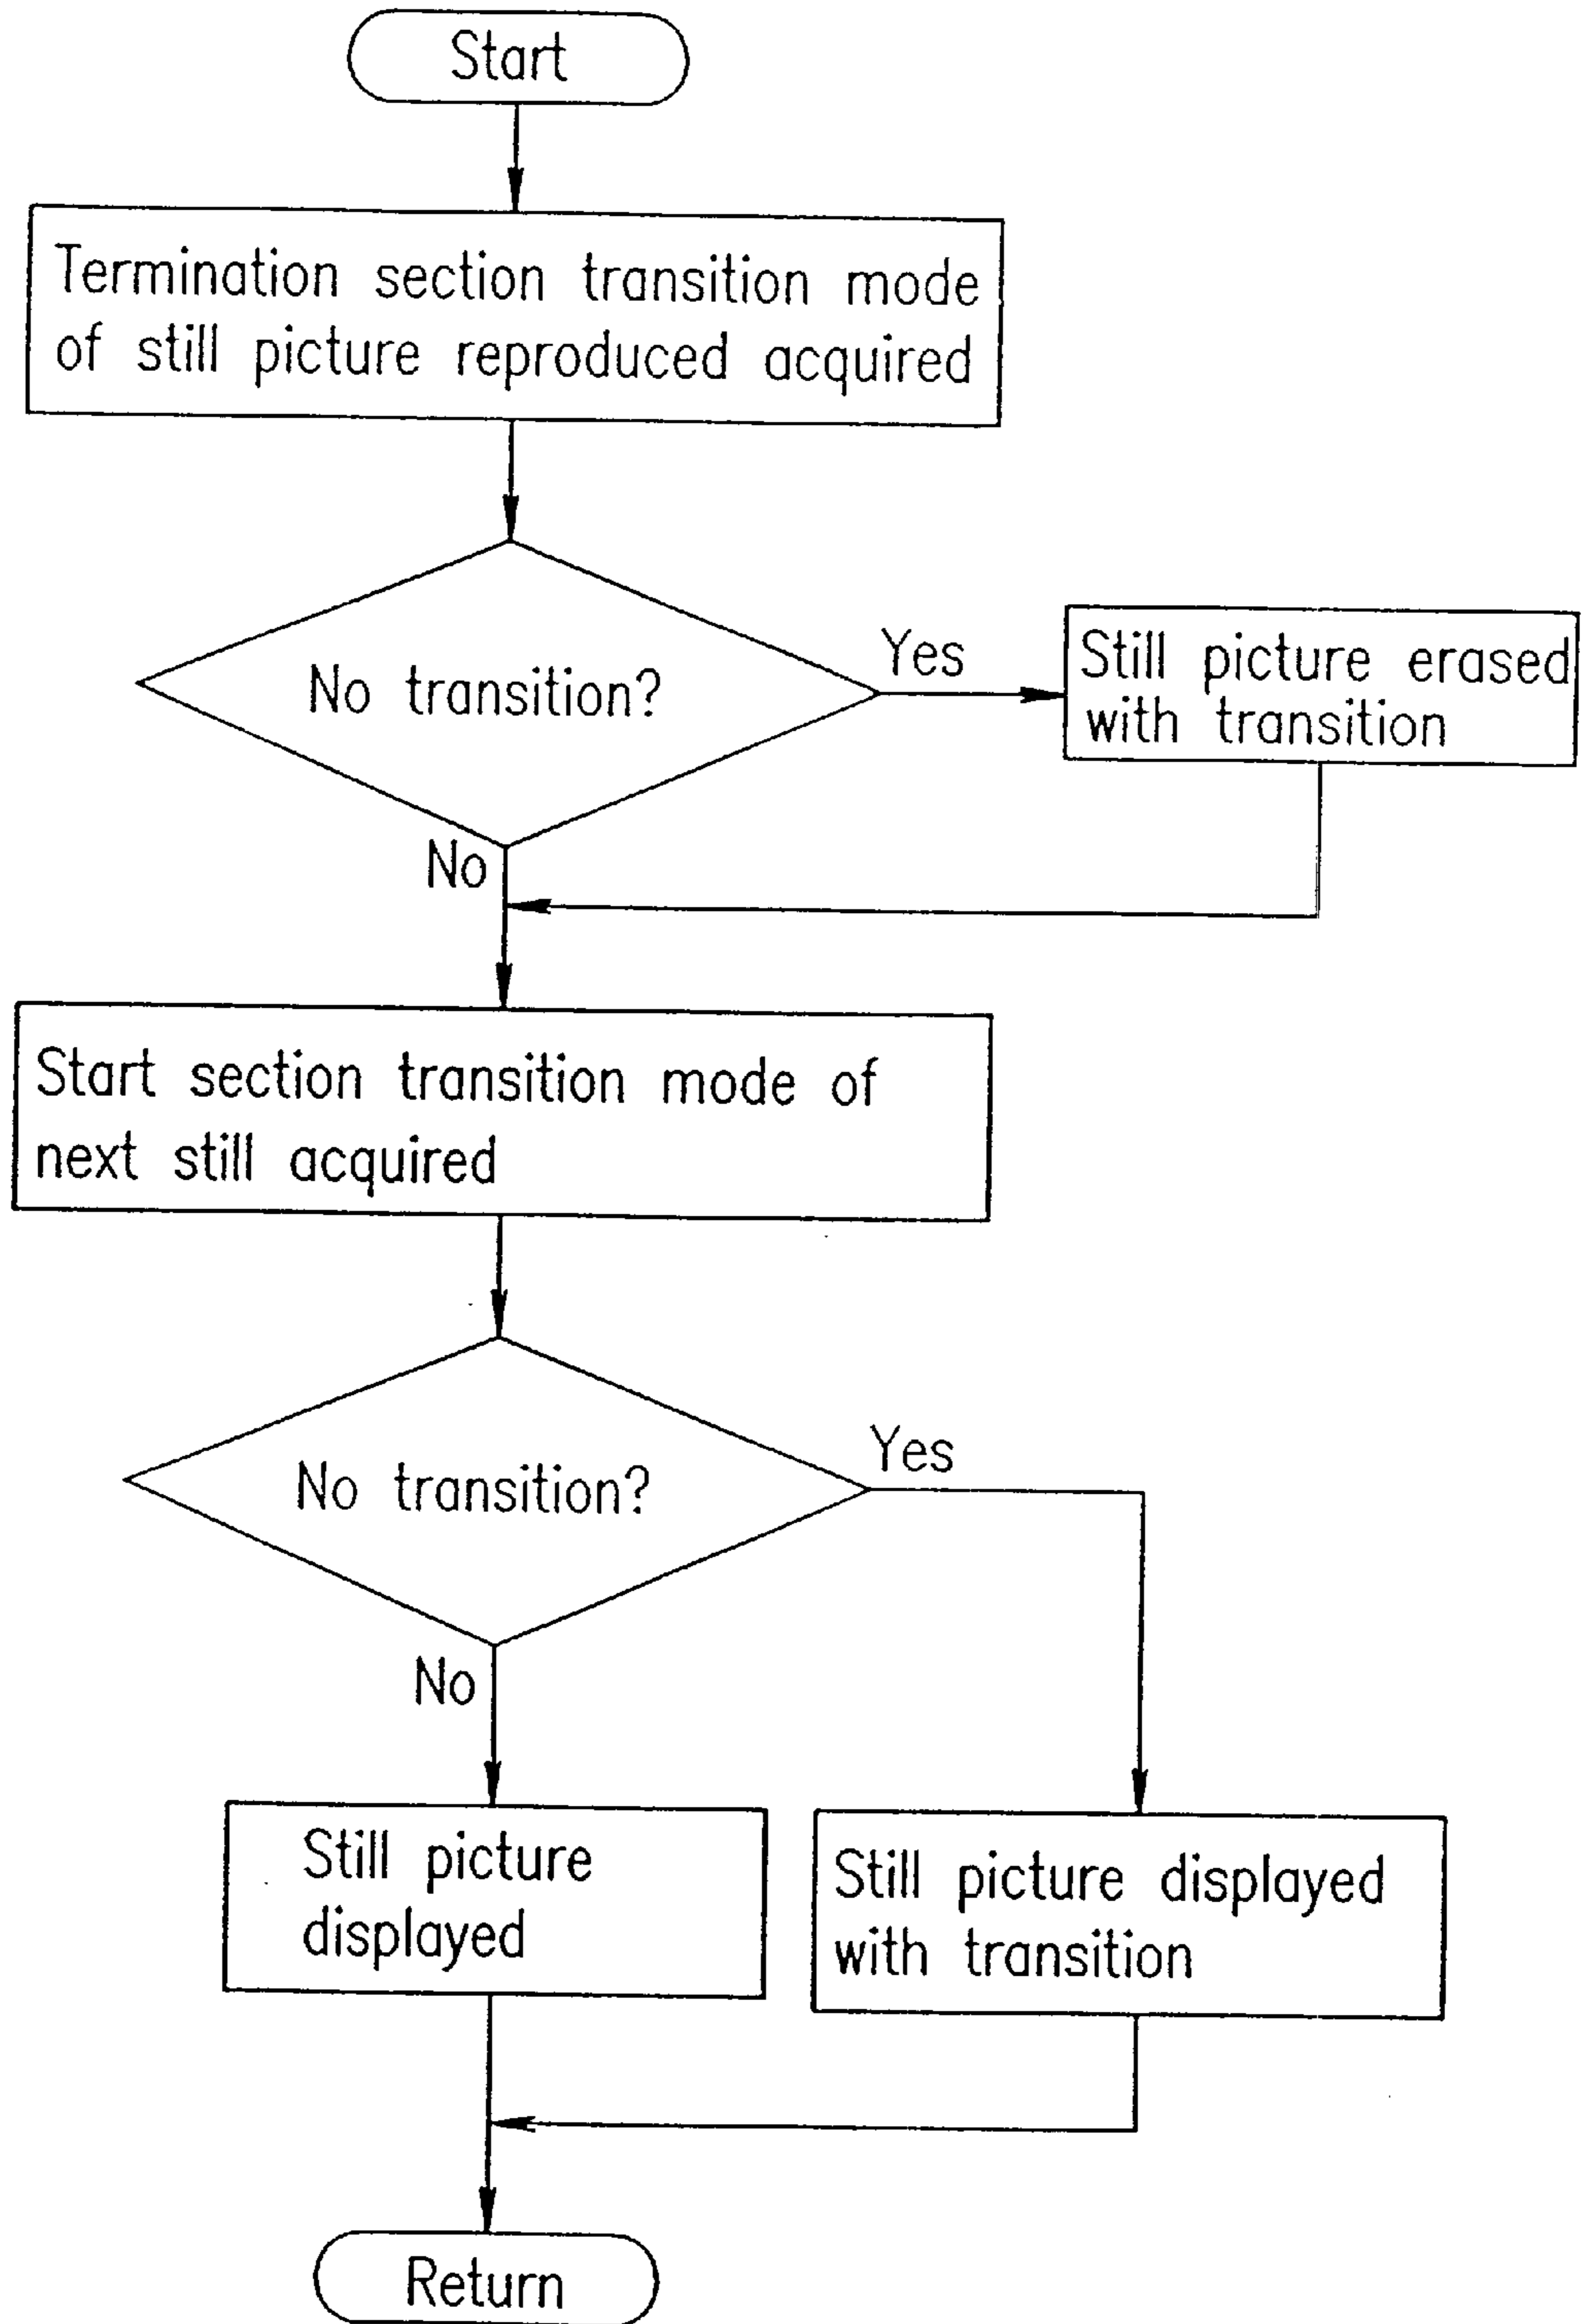 Start
Termination section transition mode
of still picture reproduced acquired
No transition?
Yes
Still picture erased
with transition
No
Start section transition mode of
next still acquired
No transition?
Yes
No
Still picture
displayed
Still picture displayed
with transition
Return